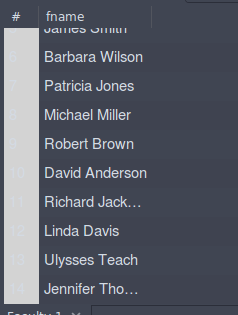 # fname
James Smith
6 Barbara Wilson
7 Patricia Jones
8 Michael Miller
9 Robert Brown
10 David Anderson
11 Richard Jack…
12 Linda Davis
13 Ulysses Teach
14 Jennifer Tho…
Faculty 1